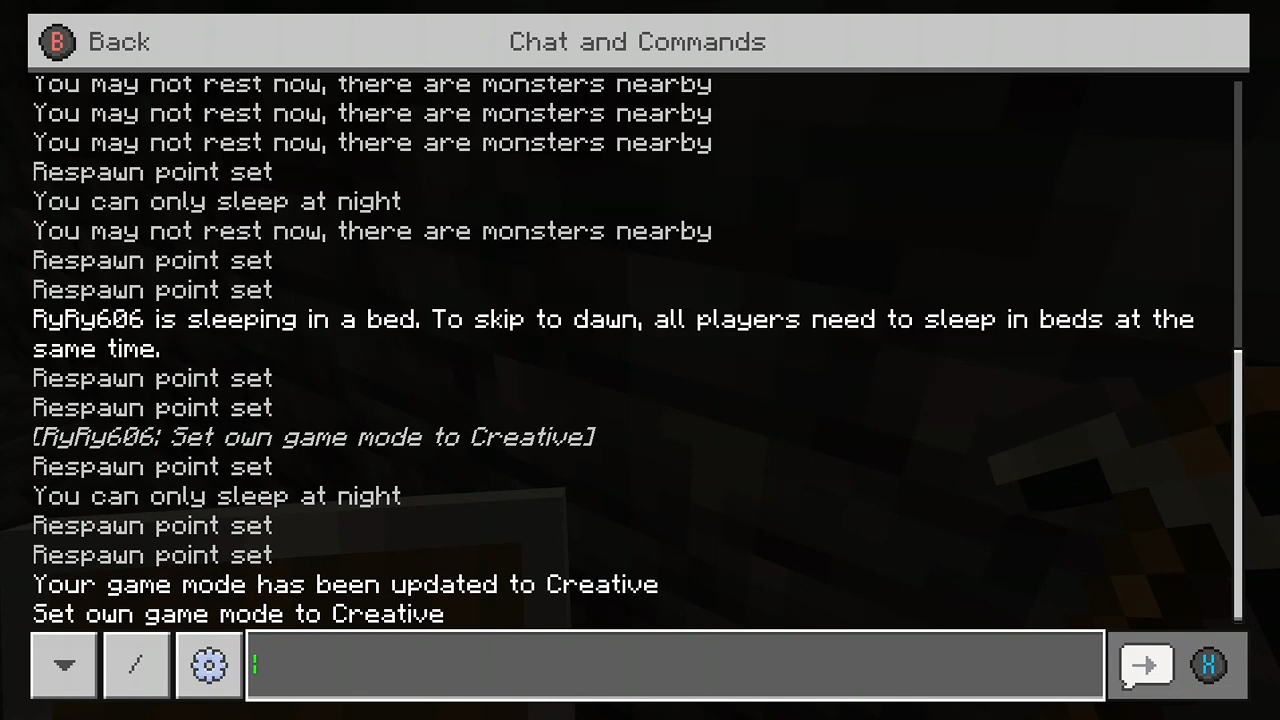 B Back Chat and Commands
You may not rest now, there are monsters nearby
You may not rest now, there are monsters nearby
You may not rest now, there are monsters nearby
Respawn point set
You can only sleep at night
You may not rest now, there are monsters nearby
Respawn point set
Respawn point set
RyRy606 is sleeping in a bed. To skip to dawn, all players need to sleep in beds at the
same time.
Respawn point set
Respawn point set
[RyRy606: Set own game mode to Creative]
Respawn point set
You can only sleep at night
Respawn point set
Respawn point set
Your game mode has been updated to Creative
Set own game mode to Creative
/ X